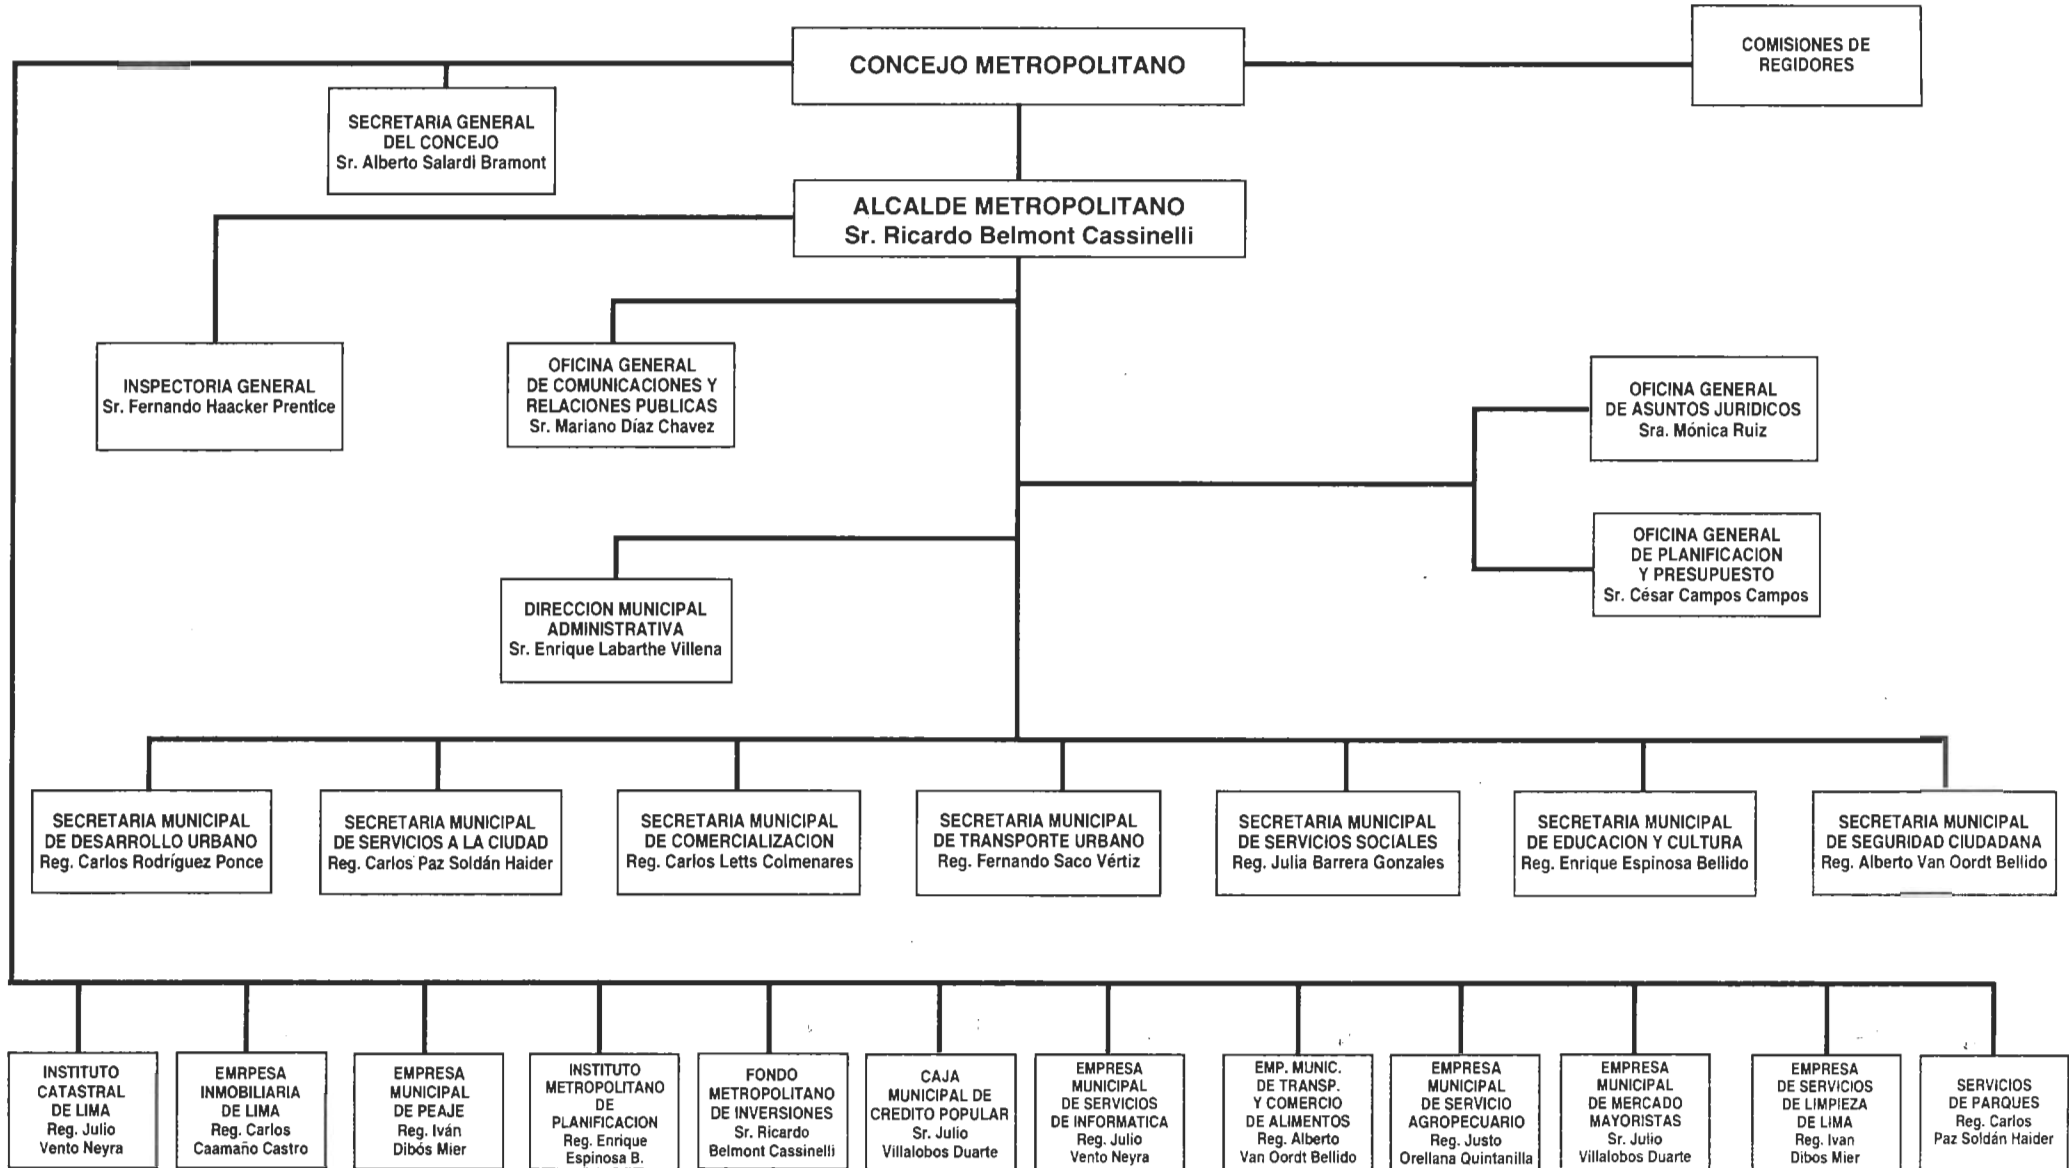 CONCEJO METROPOLITANO
COMISIONES DE
REGIDORES
SECRETARIA GENERAL
DEL CONCEJO
Sr. Alberto Salardi Bramont
ALCALDE METROPOLITANO
Sr. Ricardo Belmont Cassinelli
INSPECTORIA GENERAL
Sr. Fernando Haacker Prentice
OFICINA GENERAL
DE COMUNICACIONES Y
RELACIONES PUBLICAS
Sr. Mariano Díaz Chavez
OFICINA GENERAL
DE ASUNTOS JURIDICOS
Sra. Mónica Ruiz
OFICINA GENERAL
DE PLANIFICACION
Y PRESUPUESTO
Sr. César Campos Campos
DIRECCION MUNICIPAL
ADMINISTRATIVA
Sr. Enrique Labarthe Villena
SECRETARIA MUNICIPAL
DE DESARROLLO URBANO
Reg. Carlos Rodríguez Ponce
SECRETARIA MUNICIPAL
DE SERVICIOS A LA CIUDAD
Reg. Carlos Paz Soldán Haider
SECRETARIA MUNICIPAL
DE COMERCIALIZACION
Reg. Carlos Letts Colmenares
SECRETARIA MUNICIPAL
DE TRANSPORTE URBANO
Reg. Fernando Saco Vértiz
SECRETARIA MUNICIPAL
DE SERVICIOS SOCIALES
Reg. Julia Barrera Gonzales
SECRETARIA MUNICIPAL
DE EDUCACION Y CULTURA
Reg. Enrique Espinosa Bellido
SECRETARIA MUNICIPAL
DE SEGURIDAD CIUDADANA
Reg. Alberto Van Oordt Bellido
INSTITUTO
CATASTRAL
DE LIMA
Reg. Julio
Vento Neyra
EMRPESA
INMOBILIARIA
DE LIMA
Reg. Carlos
Caamaño Castro
EMPRESA
MUNICIPAL
DE PEAJE
Reg. Iván
Dibós Mier
INSTITUTO
METROPOLITANO
DE
PLANIFICACION
Reg. Enrique
Espinosa B.
FONDO
METROPOLITANO
DE INVERSIONES
Sr. Ricardo
Belmont Cassinelli
CAJA
MUNICIPAL DE
CREDITO POPULAR
Sr. Julio
Villalobos Duarte
EMPRESA
MUNICIPAL
DE SERVICIOS
DE INFORMATICA
Reg. Julio
Vento Neyra
EMP. MUNIC.
DE TRANSP.
Y COMERCIO
DE ALIMENTOS
Reg. Alberto
Van Oordt Bellido
EMPRESA
MUNICIPAL
DE SERVICIO
AGROPECUARIO
Reg. Justo
Orellana Quintanilla
EMPRESA
MUNICIPAL
DE MERCADO
MAYORISTAS
Sr. Julio
Villalobos Duarte
EMPRESA
DE SERVICIOS
DE LIMPIEZA
DE LIMA
Reg. Ivan
Dibós Mier
SERVICIOS
DE PARQUES
Reg. Carlos
Paz Soldán Haider